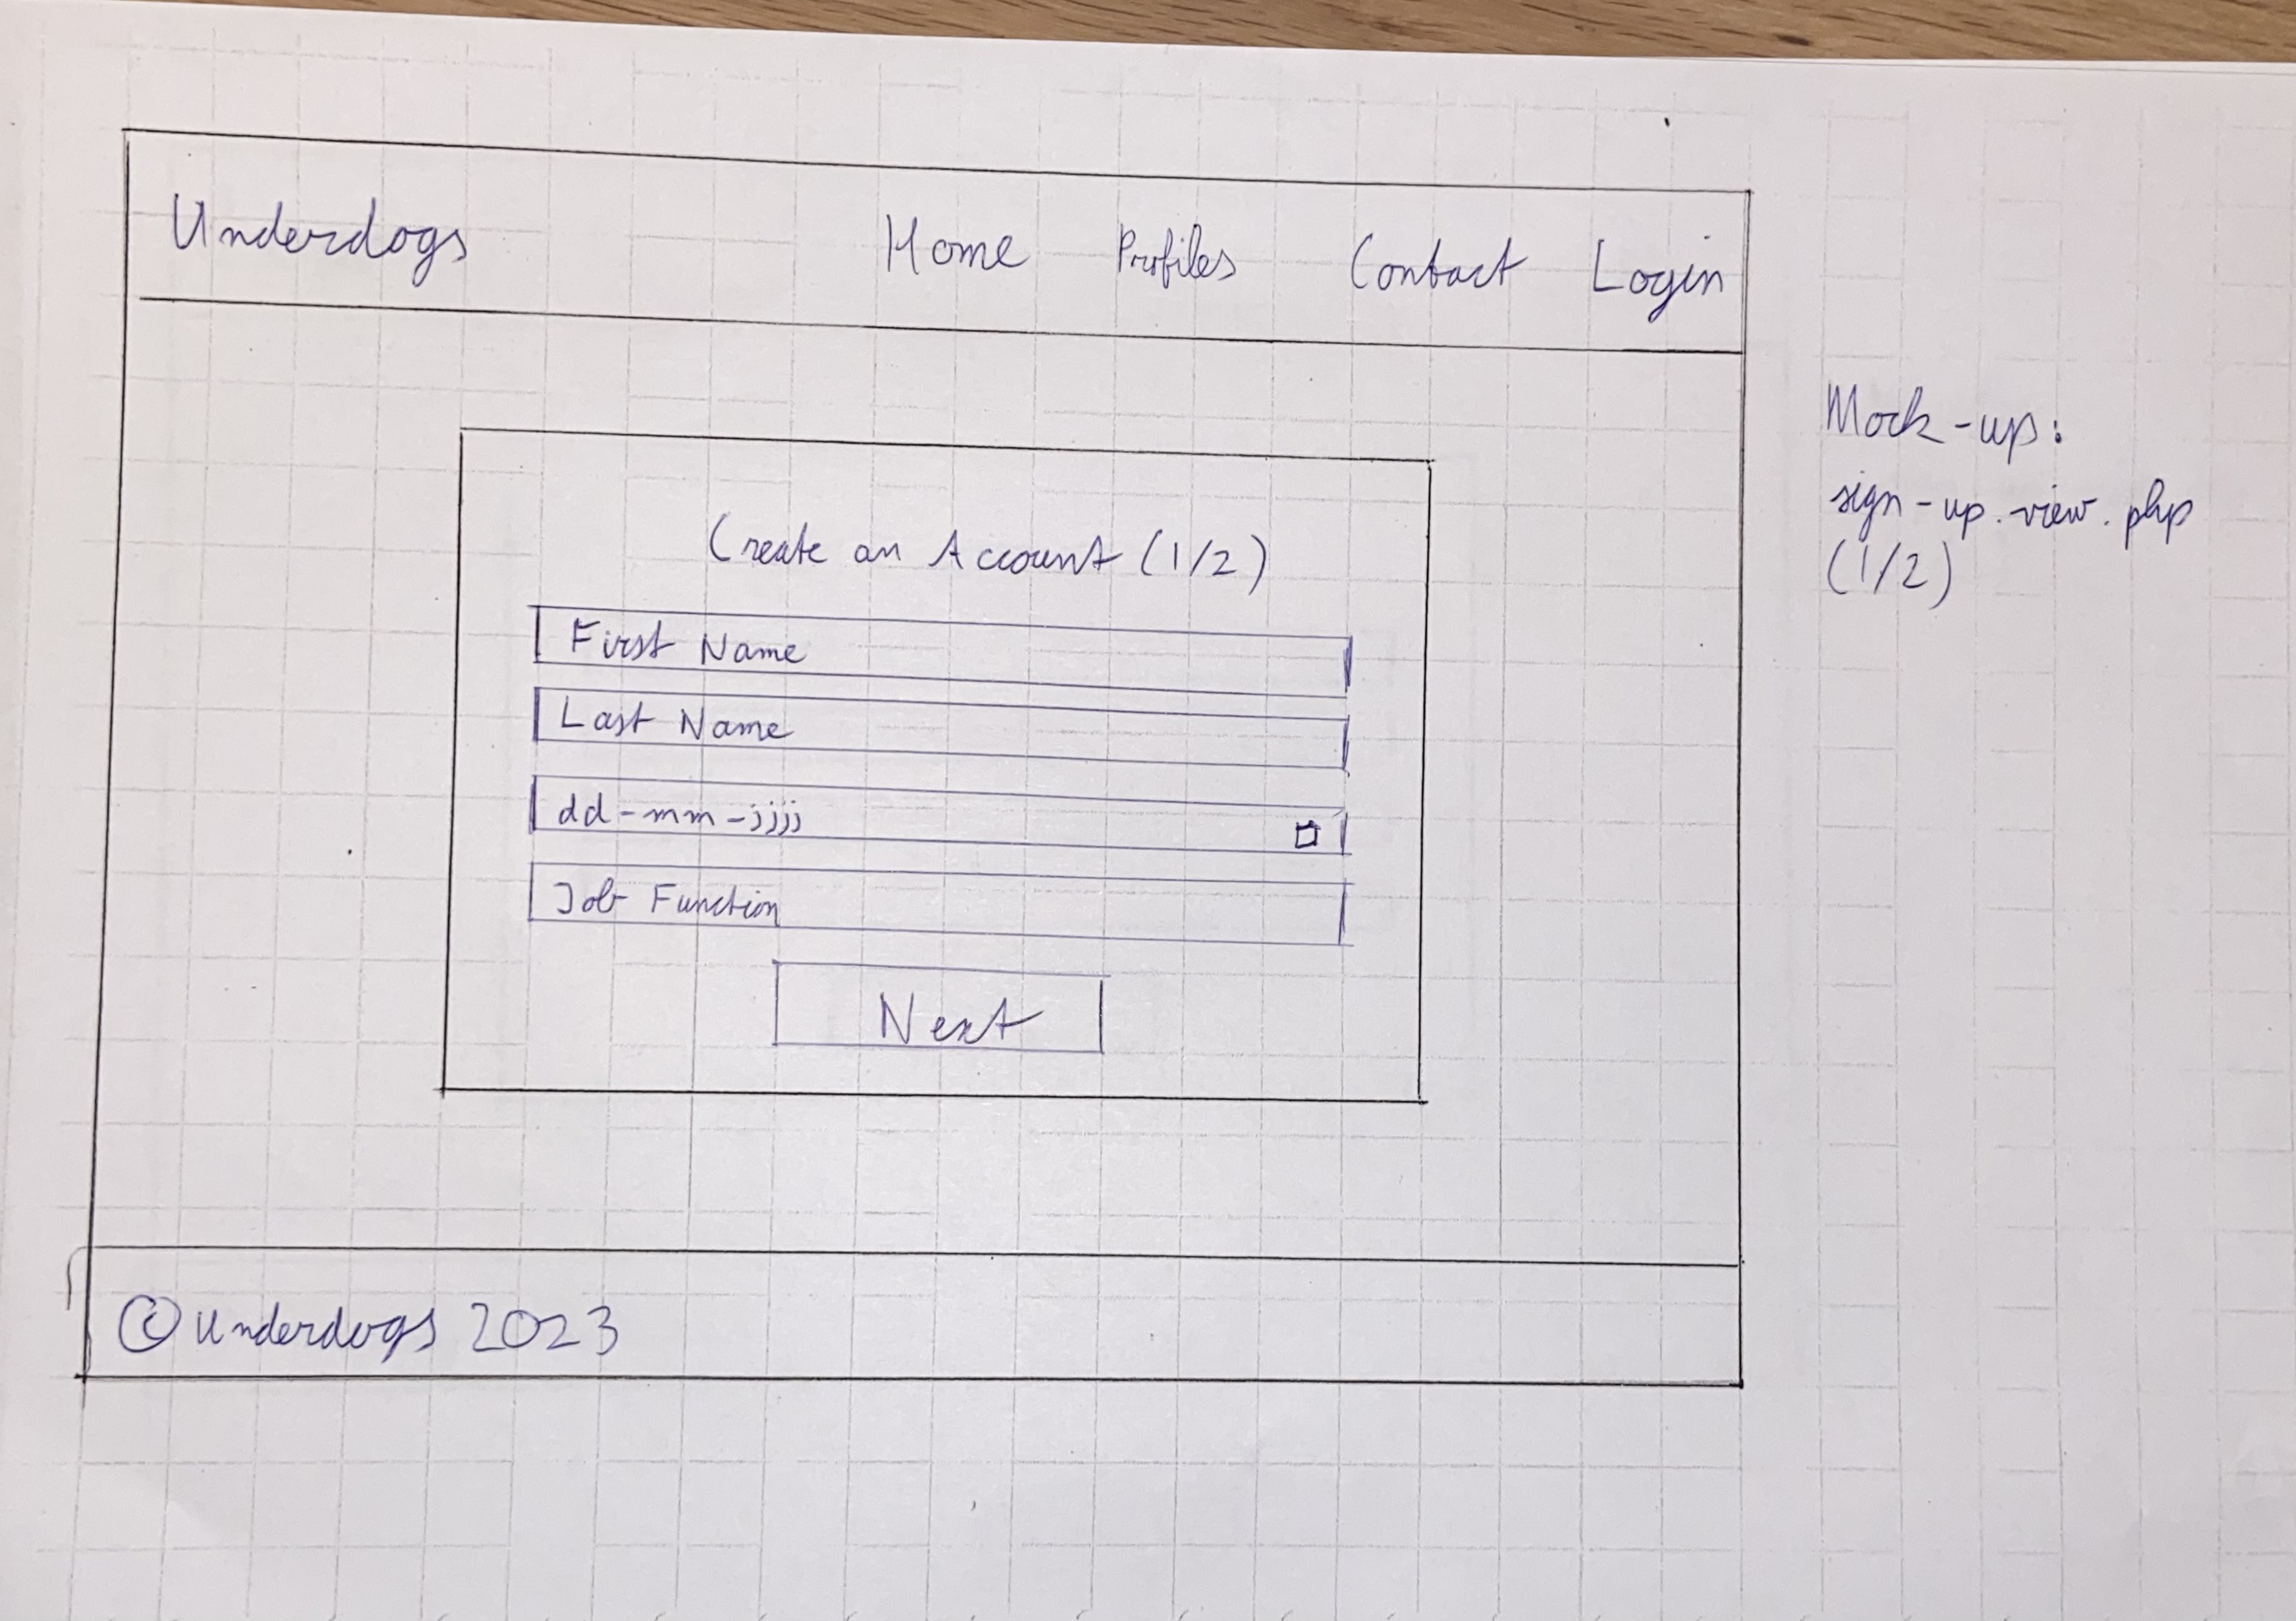 Underdogs Home Profiles Contact Login
Mock-up:
sign-up.view.php
(1/2)
Create an Account (1/2)
First Name
Last Name
dd-mm-jjjj
Job Function
Next
© Underdogs 2023